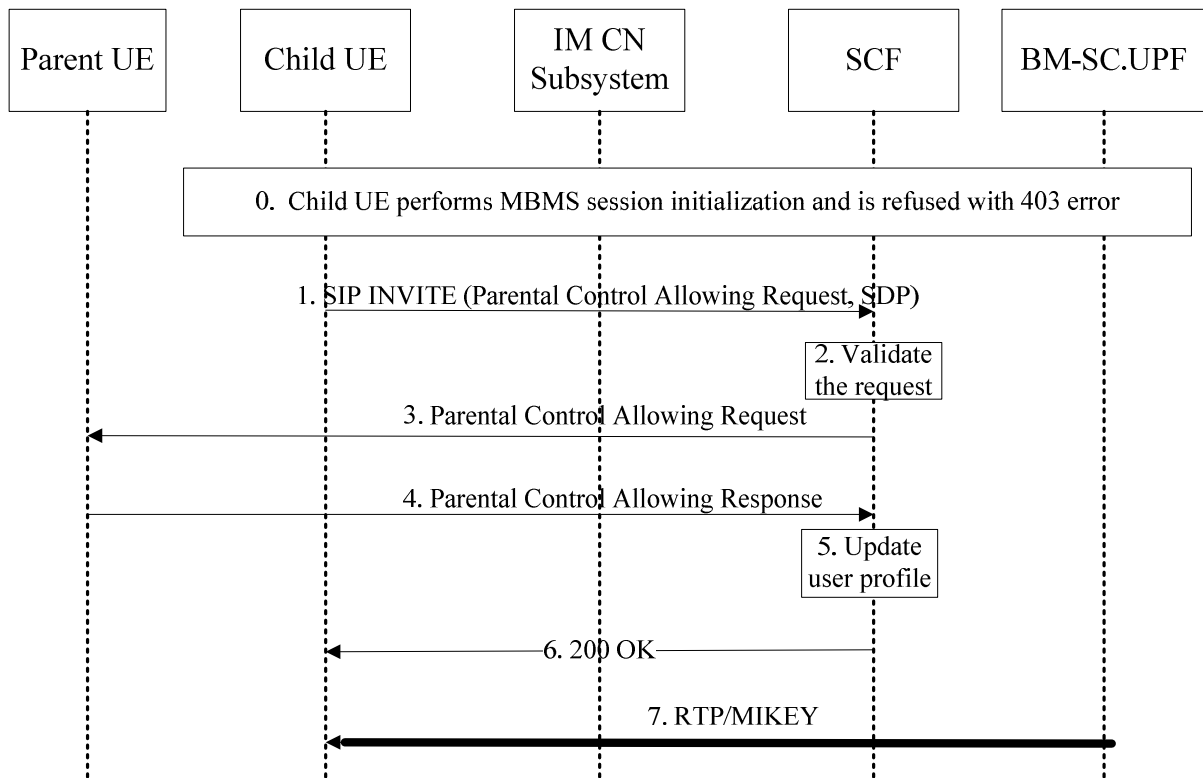 Parent UE
Child UE
IM CN
Subsystem
SCF
BM-SC.UPF
0.  Child UE performs MBMS session initialization and is refused with 403 error
1. SIP INVITE (Parental Control Allowing Request, SDP)
2. Validate
the request
3. Parental Control Allowing Request
4. Parental Control Allowing Response
5. Update
user profile
6. 200 OK
7. RTP/MIKEY